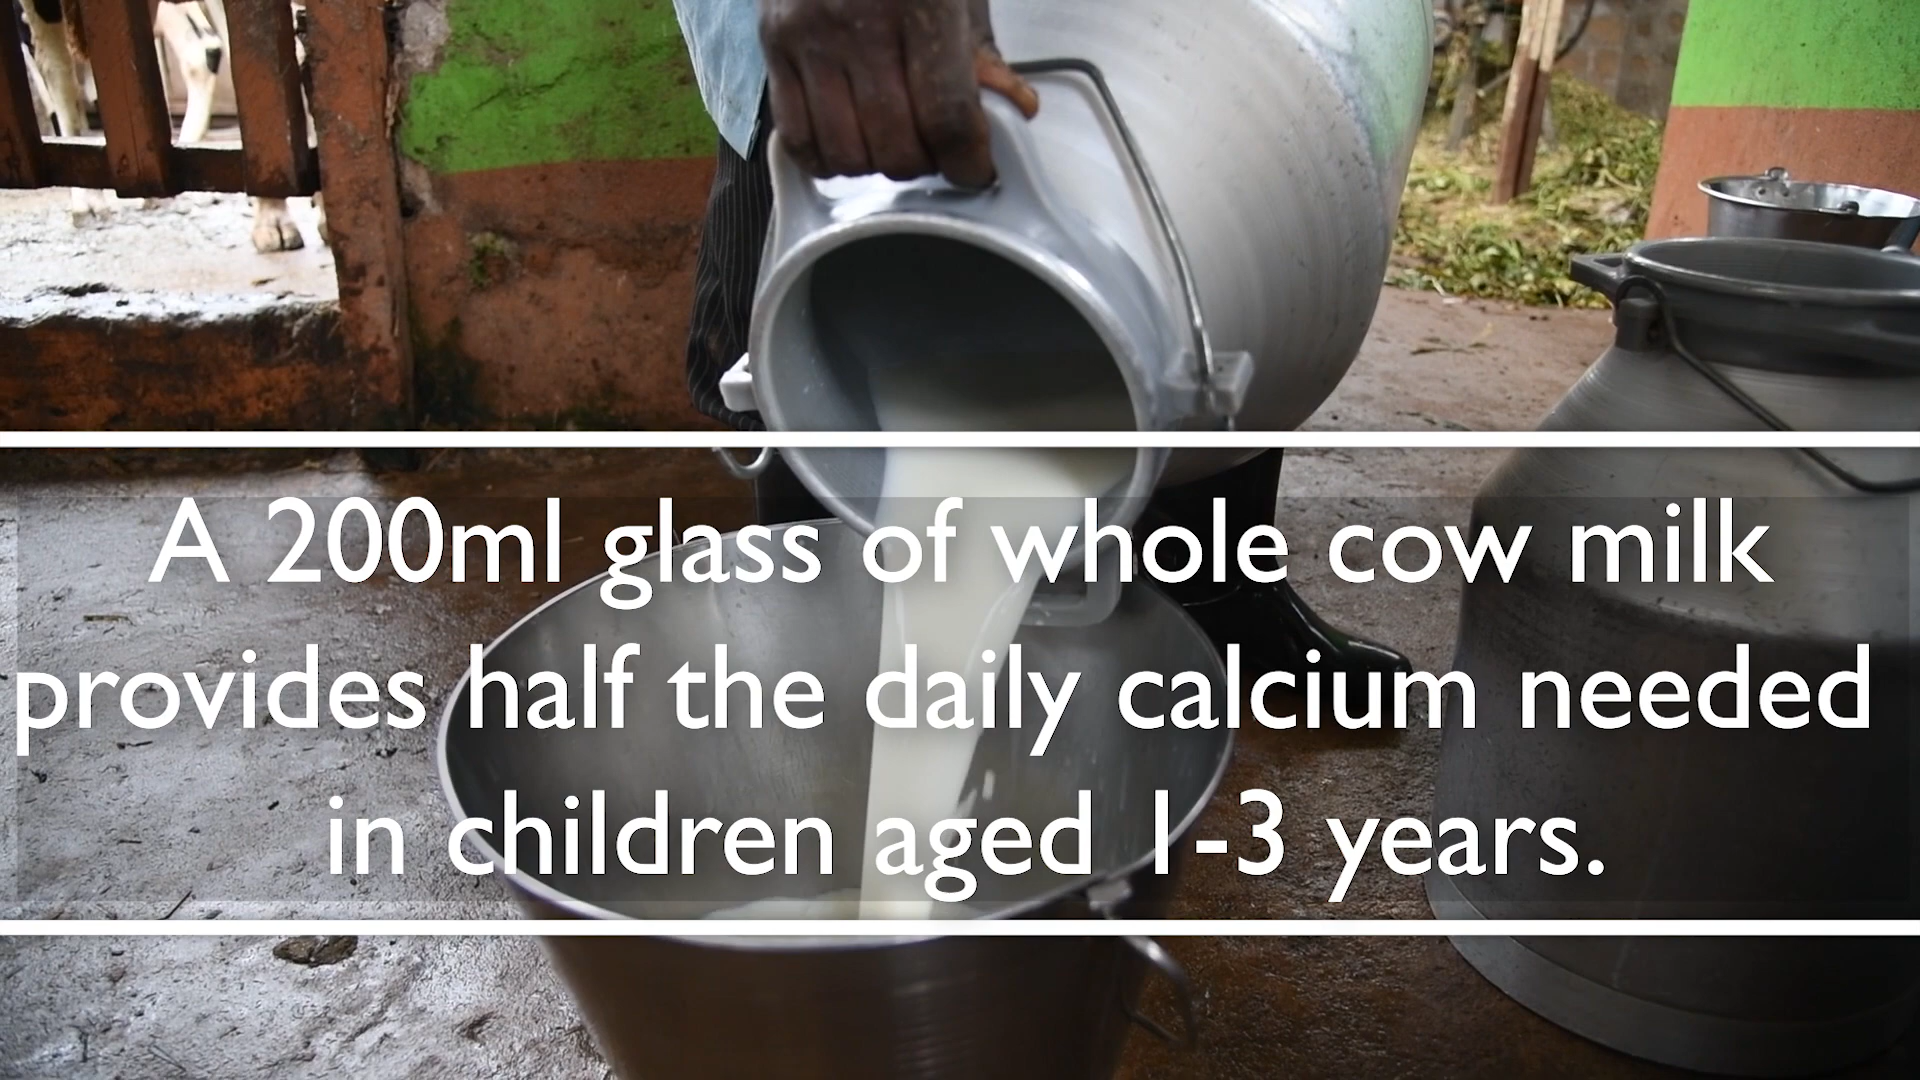 A 200ml glass of whole cow milk
provides half the daily calcium needed
in children aged 1-3 years.